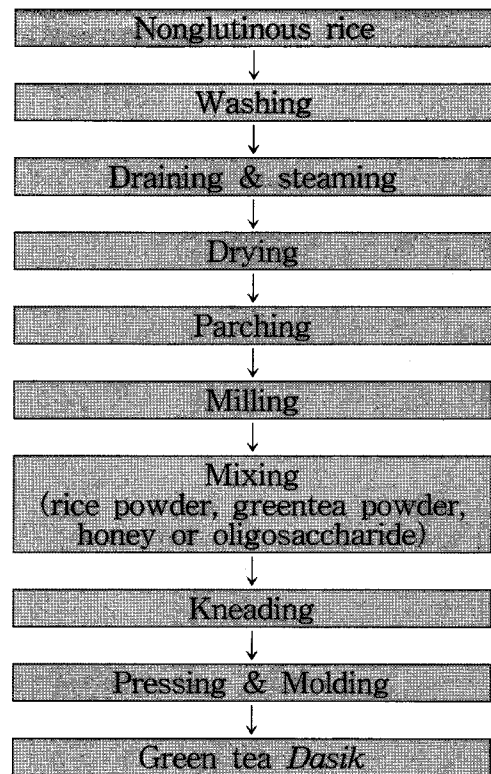 Nonglutinous rice
Washing
Draining & steaming
Drying
Parching
Milling
Mixing
(rice powder, greentea powder,
honey or oligosaccharide)
Kneading
Pressing & Molding
Green tea Dasik